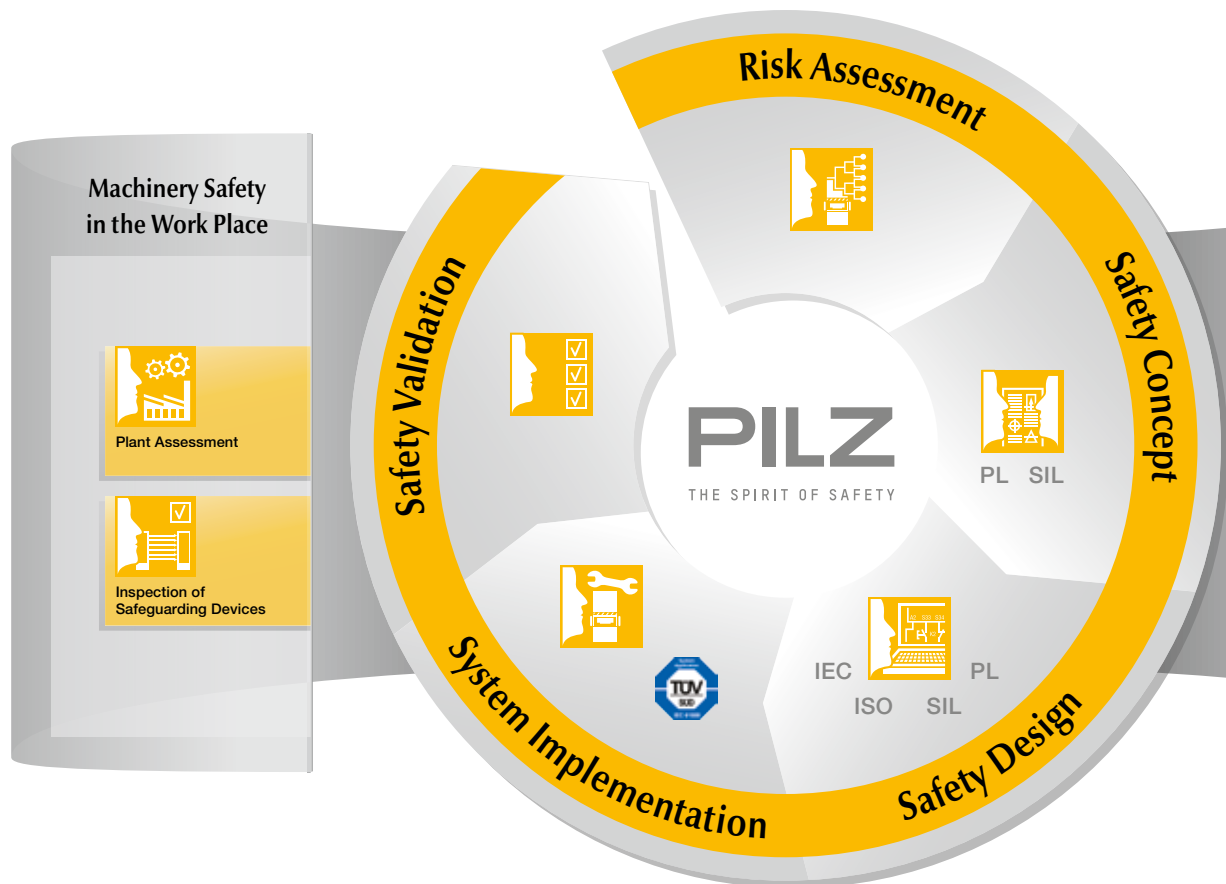 Machinery Safety
in the Work Place
Plant Assessment
Inspection of
Safeguarding Devices
Risk Assessment
Safety Concept
PL SIL
Safety Design
IEC PL
ISO SIL
System Implementation
TÜV
SÜD
Safety Validation
PILZ
THE SPIRIT OF SAFETY